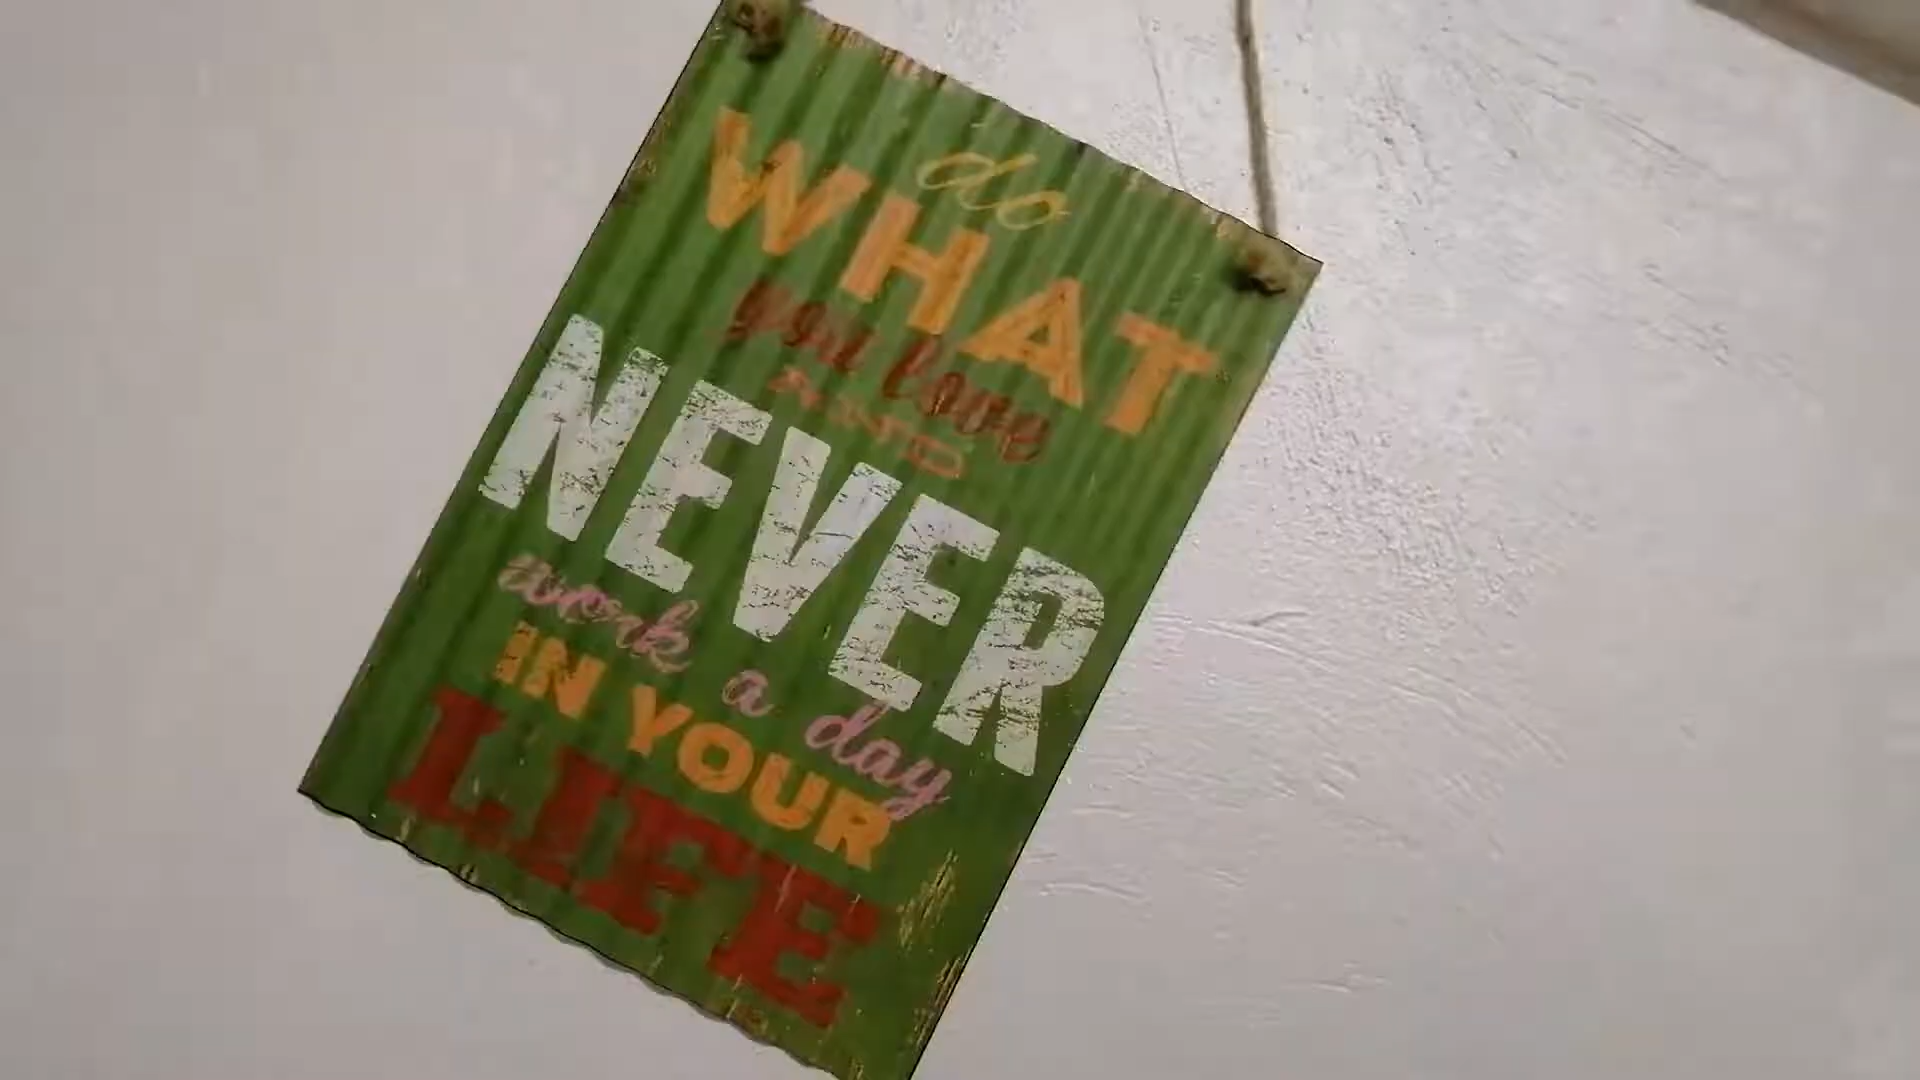 do
WHAT
you love
AND
NEVER
work a day
IN YOUR
LIFE